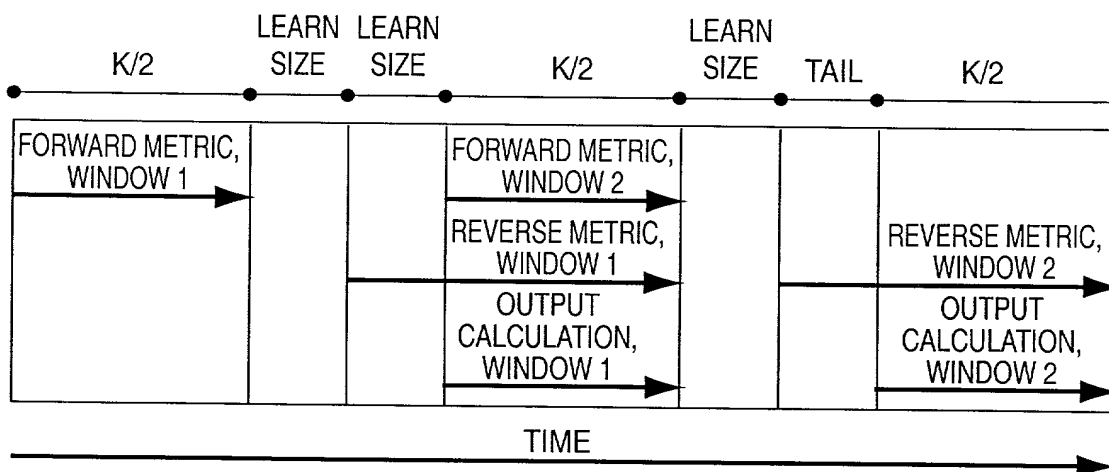 LEARN LEARN LEARN
K/2 SIZE SIZE K/2 SIZE TAIL K/2
FORWARD METRIC,
WINDOW 1
FORWARD METRIC,
WINDOW 2
REVERSE METRIC,
WINDOW 1
REVERSE METRIC,
WINDOW 2
OUTPUT
CALCULATION,
WINDOW 1
OUTPUT
CALCULATION,
WINDOW 2
TIME